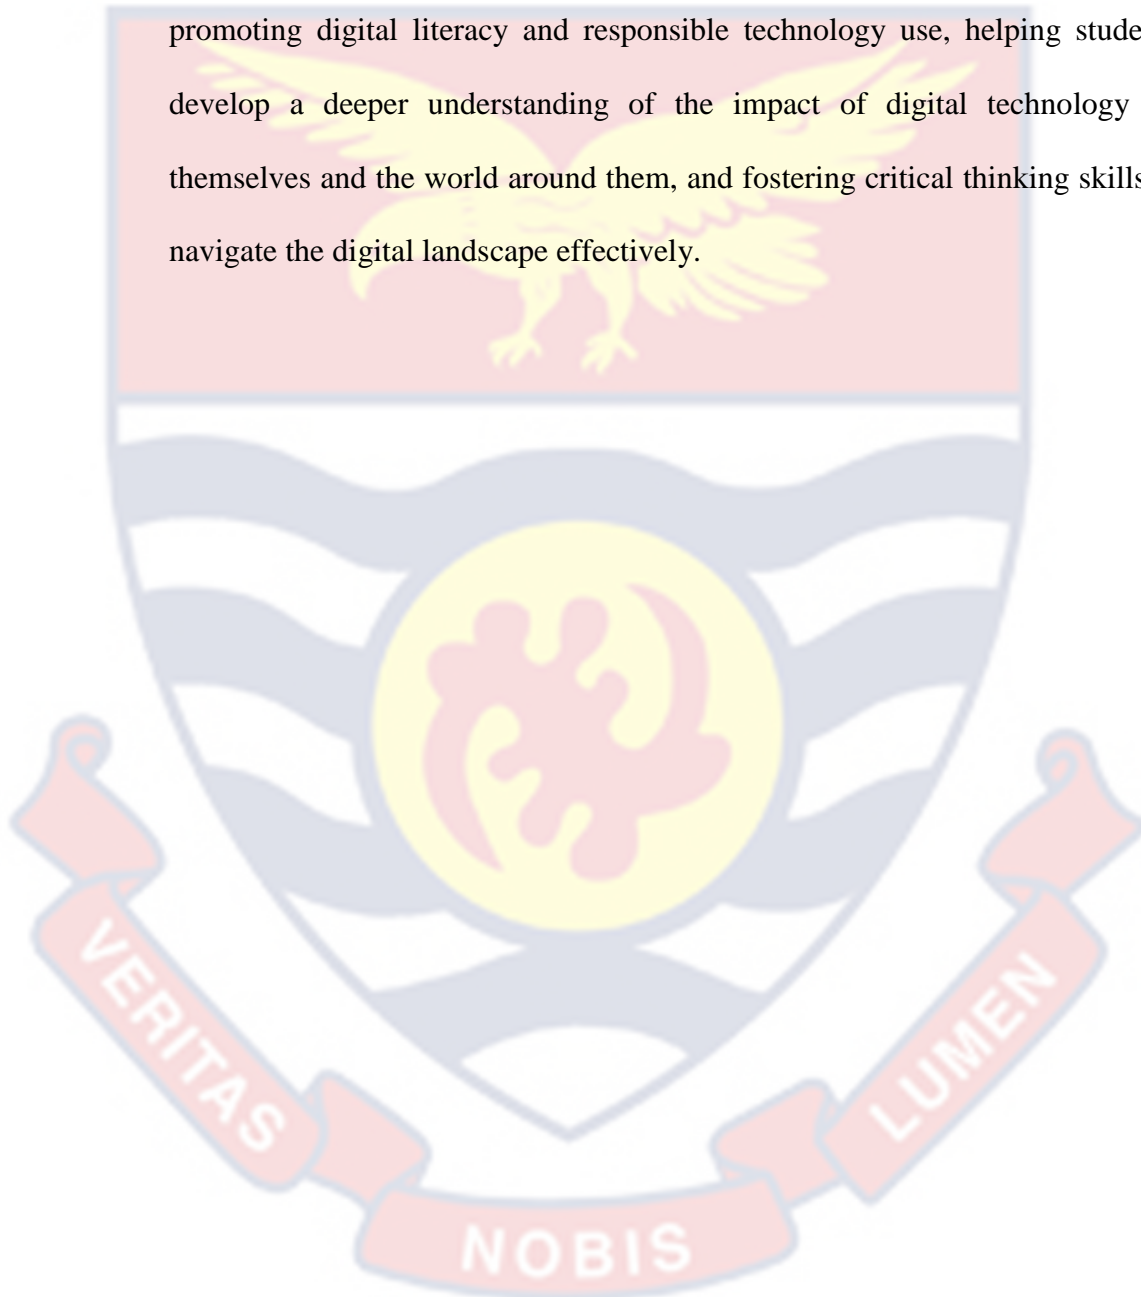 promoting digital literacy and responsible technology use, helping stude
develop a deeper understanding of the impact of digital technology
themselves and the world around them, and fostering critical thinking skills
navigate the digital landscape effectively.
VERITAS
NOBIS
LUMEN